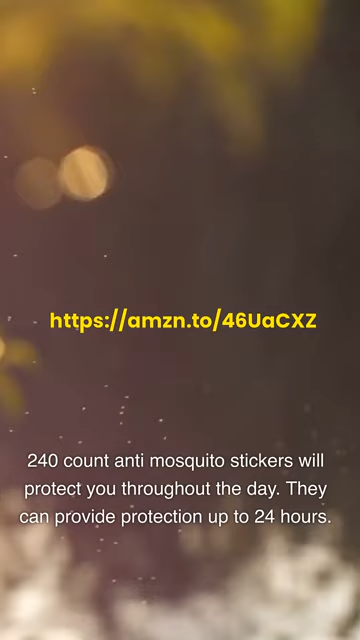 https://amzn.to/46UaCXZ
240 count anti mosquito stickers will
protect you throughout the day. They
can provide protection up to 24 hours.